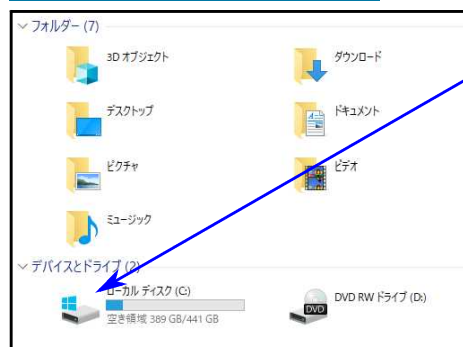 フォルダー (7)
3D オブジェクト
ダウンロード
デスクトップ
ドキュメント
ピクチャ
ビデオ
ミュージック
デバイスとドライブ (2)
ローカル ディスク (C:)
空き領域 389 GB/441 GB
DVD RW ドライブ (D:)
DVD